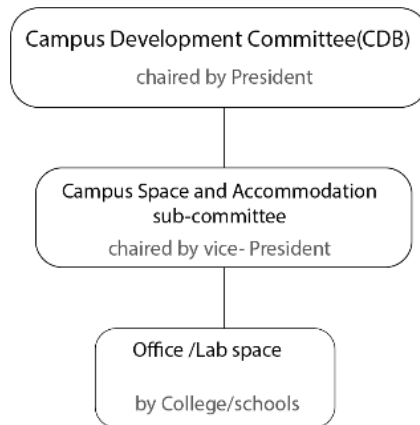 Campus Development Committee(CDB)
chaired by President
Campus Space and Accommodation
sub-committee
chaired by vice- President
Office /Lab space
by College/schools